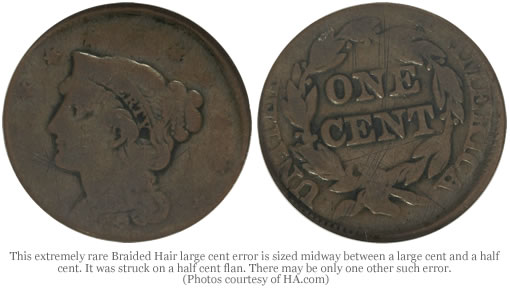 ONE
CENT
UNITED
AMERICA
This extremely rare Braided Hair large cent error is sized midway between a large cent and a half
cent. It was struck on a half cent flan. There may be only one other such error.
(Photos courtesy of HA.com)